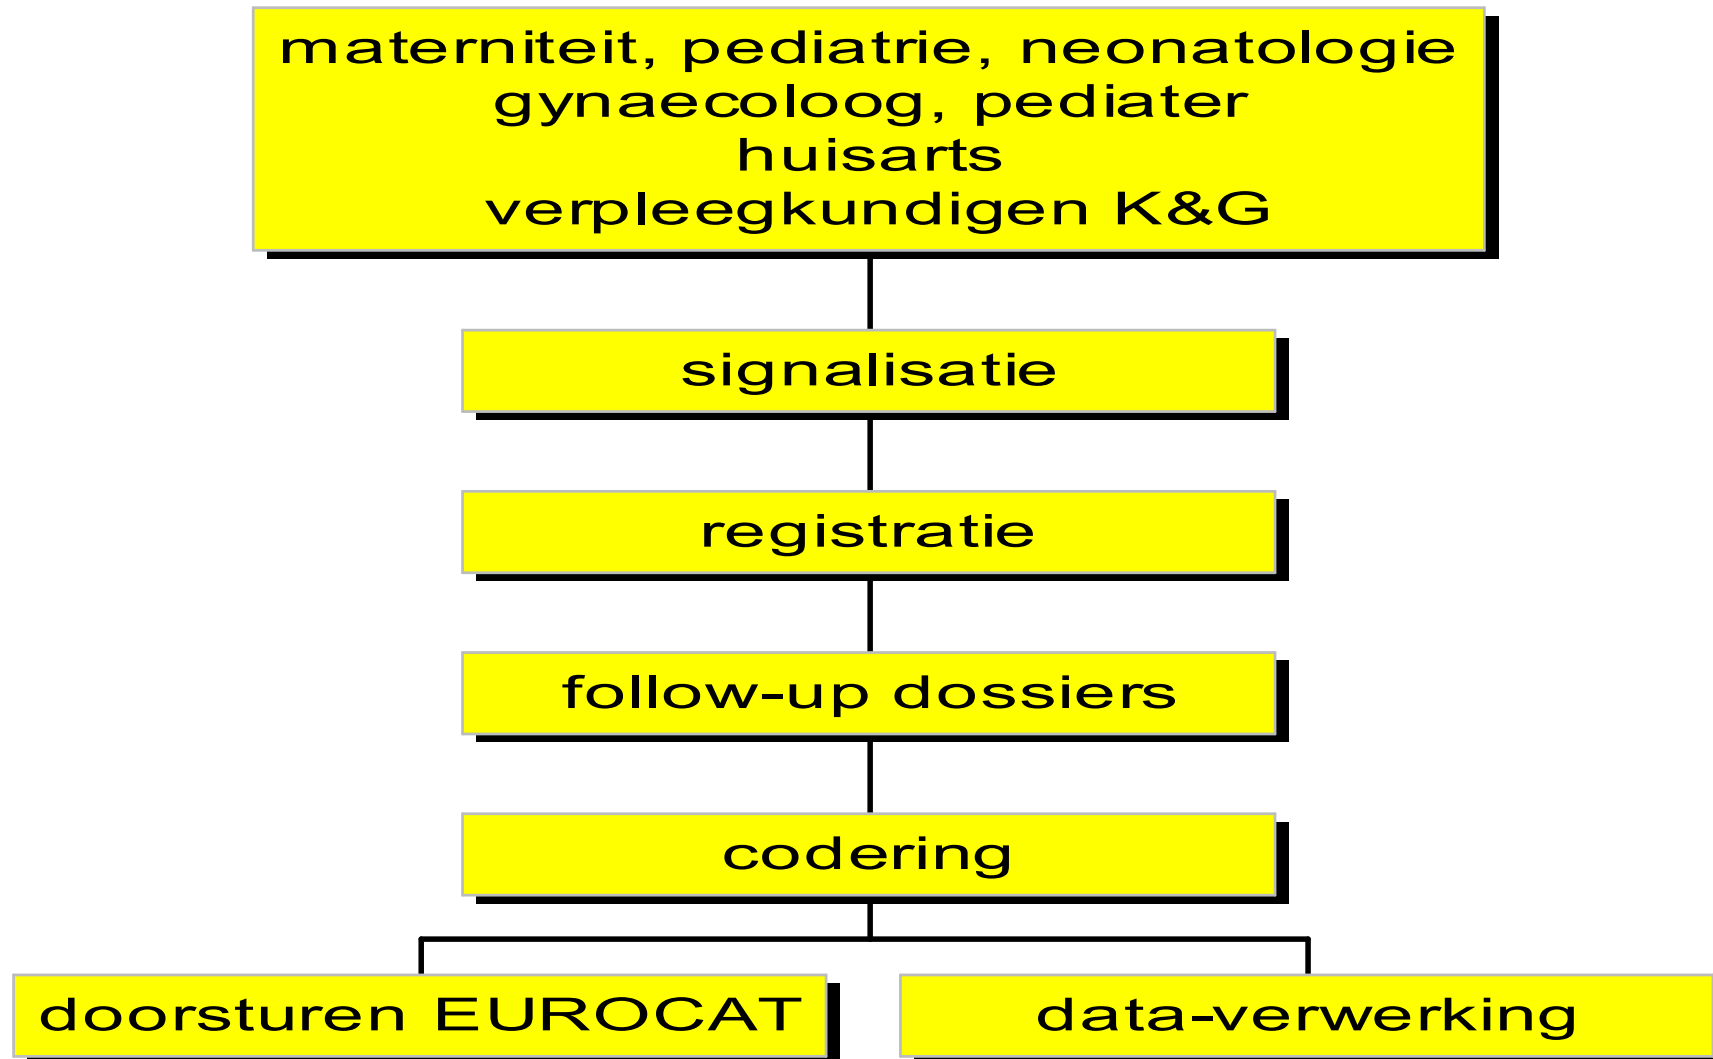 materniteit, pediatrie, neonatologie
gynaecoloog, pediater
huisarts
verpleegkundigen K&G
signalisatie
registratie
follow-up dossiers
codering
doorsturen EUROCAT
data-verwerking